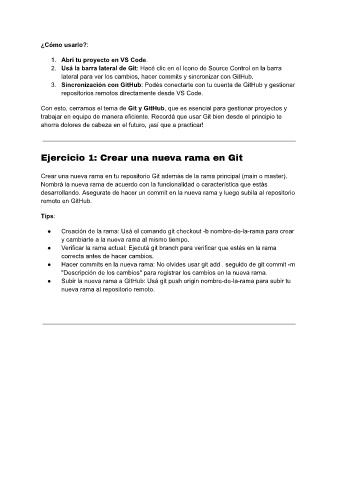 ¿Cómo usarlo?:
1. Abrí tu proyecto en VS Code.
2. Usá la barra lateral de Git: Hacé clic en el ícono de Source Control en la barra
lateral para ver los cambios, hacer commits y sincronizar con GitHub.
3. Sincronización con GitHub: Podés conectarte con tu cuenta de GitHub y gestionar
repositorios remotos directamente desde VS Code.
Con esto, cerramos el tema de Git y GitHub, que es esencial para gestionar proyectos y
trabajar en equipo de manera eficiente. Recordá que usar Git bien desde el principio te
ahorra dolores de cabeza en el futuro, ¡así que a practicar!
Ejercicio 1: Crear una nueva rama en Git
Crear una nueva rama en tu repositorio Git además de la rama principal (main o master).
Nombrá la nueva rama de acuerdo con la funcionalidad o característica que estás
desarrollando. Asegurate de hacer un commit en la nueva rama y luego subila al repositorio
remoto en GitHub.
Tips:
● Creación de la rama: Usá el comando git checkout -b nombre-de-la-rama para crear
y cambiarte a la nueva rama al mismo tiempo.
● Verificar la rama actual: Ejecutá git branch para verificar que estés en la rama
correcta antes de hacer cambios.
● Hacer commits en la nueva rama: No olvides usar git add . seguido de git commit -m
"Descripción de los cambios" para registrar los cambios en la nueva rama.
● Subir la nueva rama a GitHub: Usá git push origin nombre-de-la-rama para subir tu
nueva rama al repositorio remoto.